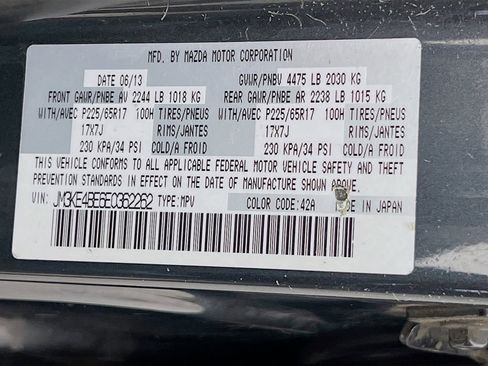 MFD. BY MAZDA MOTOR CORPORATION
DATE 06/13 GVWR/PNBV 4475 LB 2030 KG
FRONT GAWR/PNBE AV 2244 LB 1018 KG REAR GAWR/PNBE AR 2238 LB 1015 KG
WITH/AVEC P225/65R17 100H TIRES/PNEUS WITH/AVEC P225/65R17 100H TIRES/PNEUS
17X7J RIMS/JANTES 17X7J RIMS/JANTES
230 KPA/34 PSI COLD/A FROID 230 KPA/34 PSI COLD/A FROID
THIS VEHICLE CONFORMS TO ALL APPLICABLE FEDERAL MOTOR VEHICLE SAFETY AND THEFT
PREVENTION STANDARDS IN EFFECT ON THE DATE OF MANUFACTURE SHOWN ABOVE.
VIN: JM3KE4BE6E0362262 TYPE:MPV COLOR CODE:42A MADE IN JAPAN